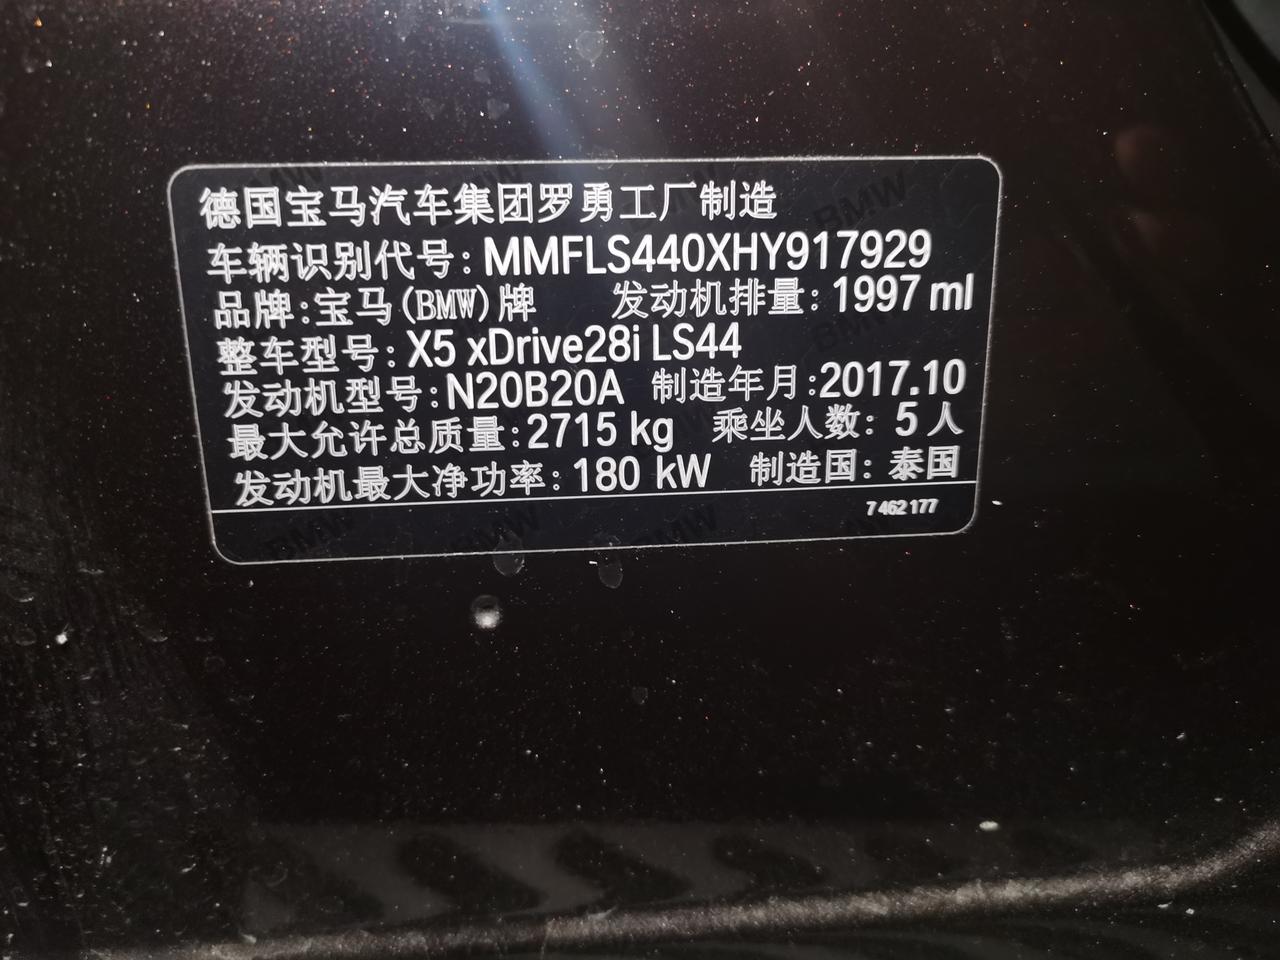 德国宝马汽车集团罗勇工厂制造
车辆识别代号: MMFLS440XHY917929
品牌:宝马(BMW)牌 发动机排量: 1997 ml
整车型号: X5 xDrive28i LS44
发动机型号: N20B20A 制造年月:2017.10
最大允许总质量: 2715 kg 乘坐人数: 5 人
发动机最大净功率: 180 kW 制造国: 泰国
7 462 177